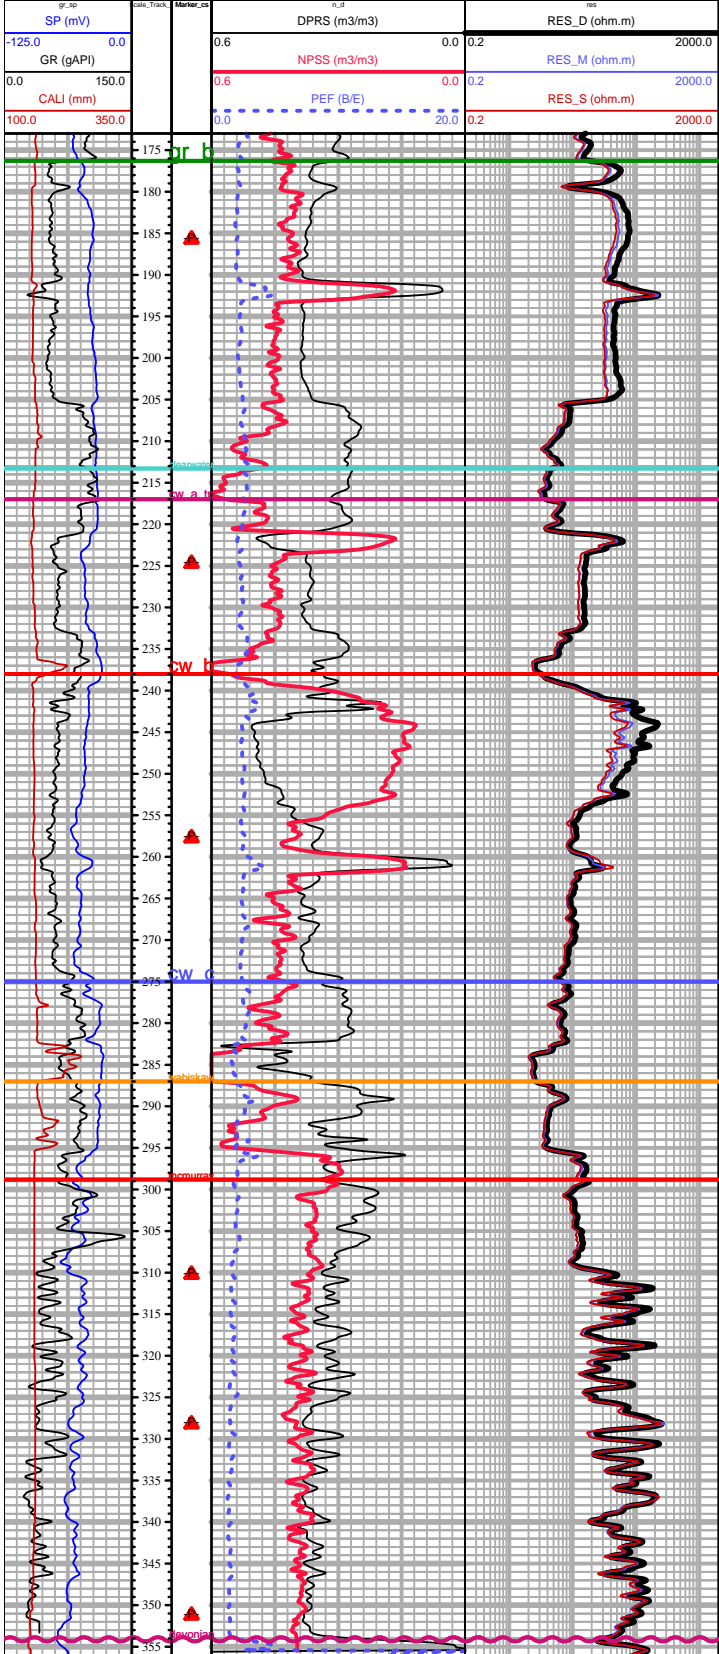 gr_sp Scale_Track_ Marker_cs n_d res
SP (mV) DPRS (m3/m3) RES_D (ohm.m)
-125.0 0.0 0.6 0.0 0.2 2000.0
GR (gAPI) NPSS (m3/m3) RES_M (ohm.m)
0.0 150.0 0.6 0.0 0.2 2000.0
CALI (mm) PEF (B/E) RES_S (ohm.m)
100.0 350.0 0.0 20.0 0.2 2000.0
175
gr_b
180
185
P
190
195
200
205
210
clearwater
215
cw_a_tr
220
225
P
230
235
cw_b
240
245
250
255
P
260
265
270
275
cw_c
280
285
wabiskaw
290
295
mcmurray
300
305
310
P
315
320
325
P
330
335
340
345
350
P
devonian
355